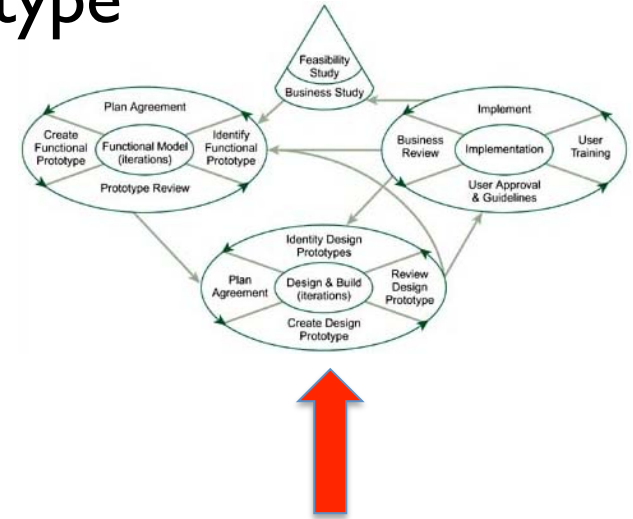 type
Feasibility
Study
Business Study
Plan Agreement
Create
Functional
Prototype
Functional Model
(iterations)
Identify
Functional
Prototype
Prototype Review
Implement
Business
Review
Implementation
User
Training
User Approval
& Guidelines
Identity Design
Prototypes
Plan
Agreement
Design & Build
(iterations)
Review
Design
Prototype
Create Design
Prototype